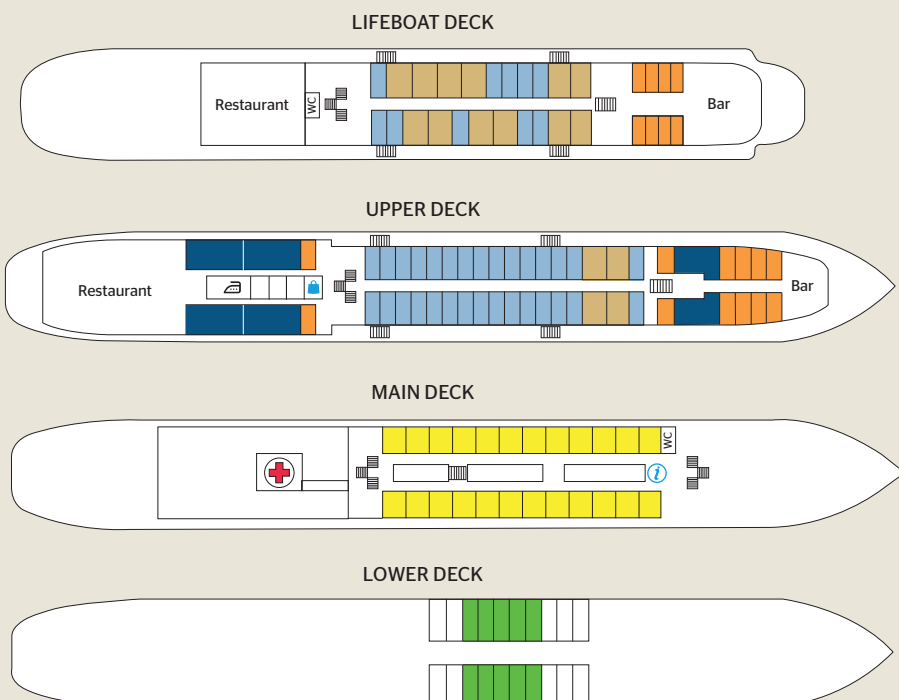 LIFEBOAT DECK
Restaurant
WC
Bar
UPPER DECK
Restaurant
Bar
MAIN DECK
WC
i
LOWER DECK